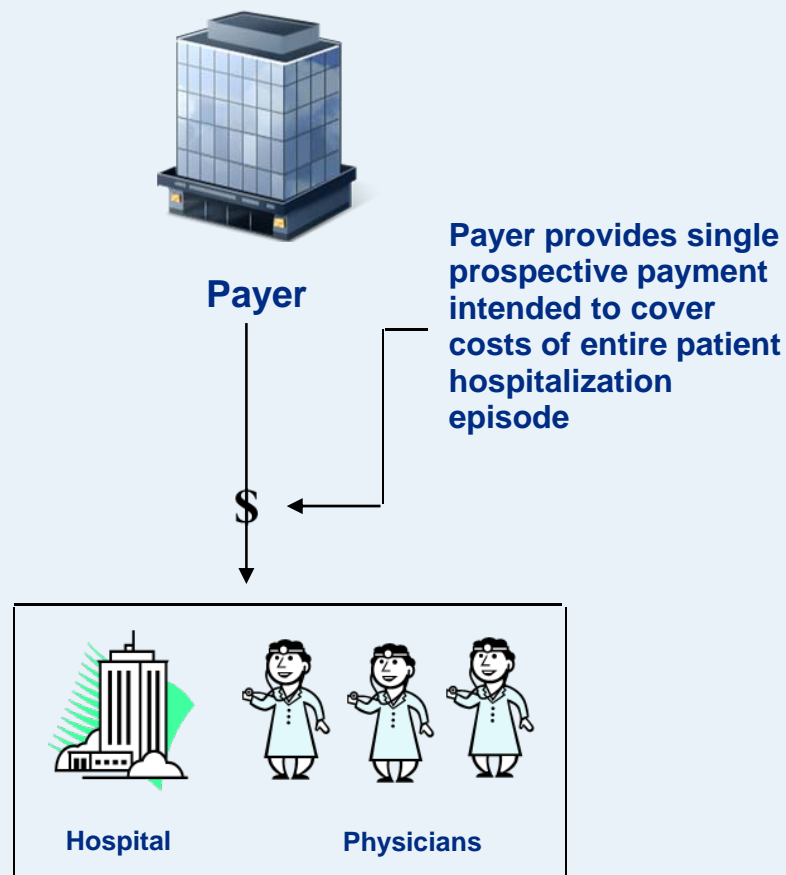 Payer provides single
prospective payment
intended to cover
costs of entire patient
hospitalization
episode
Payer
$
Hospital
Physicians